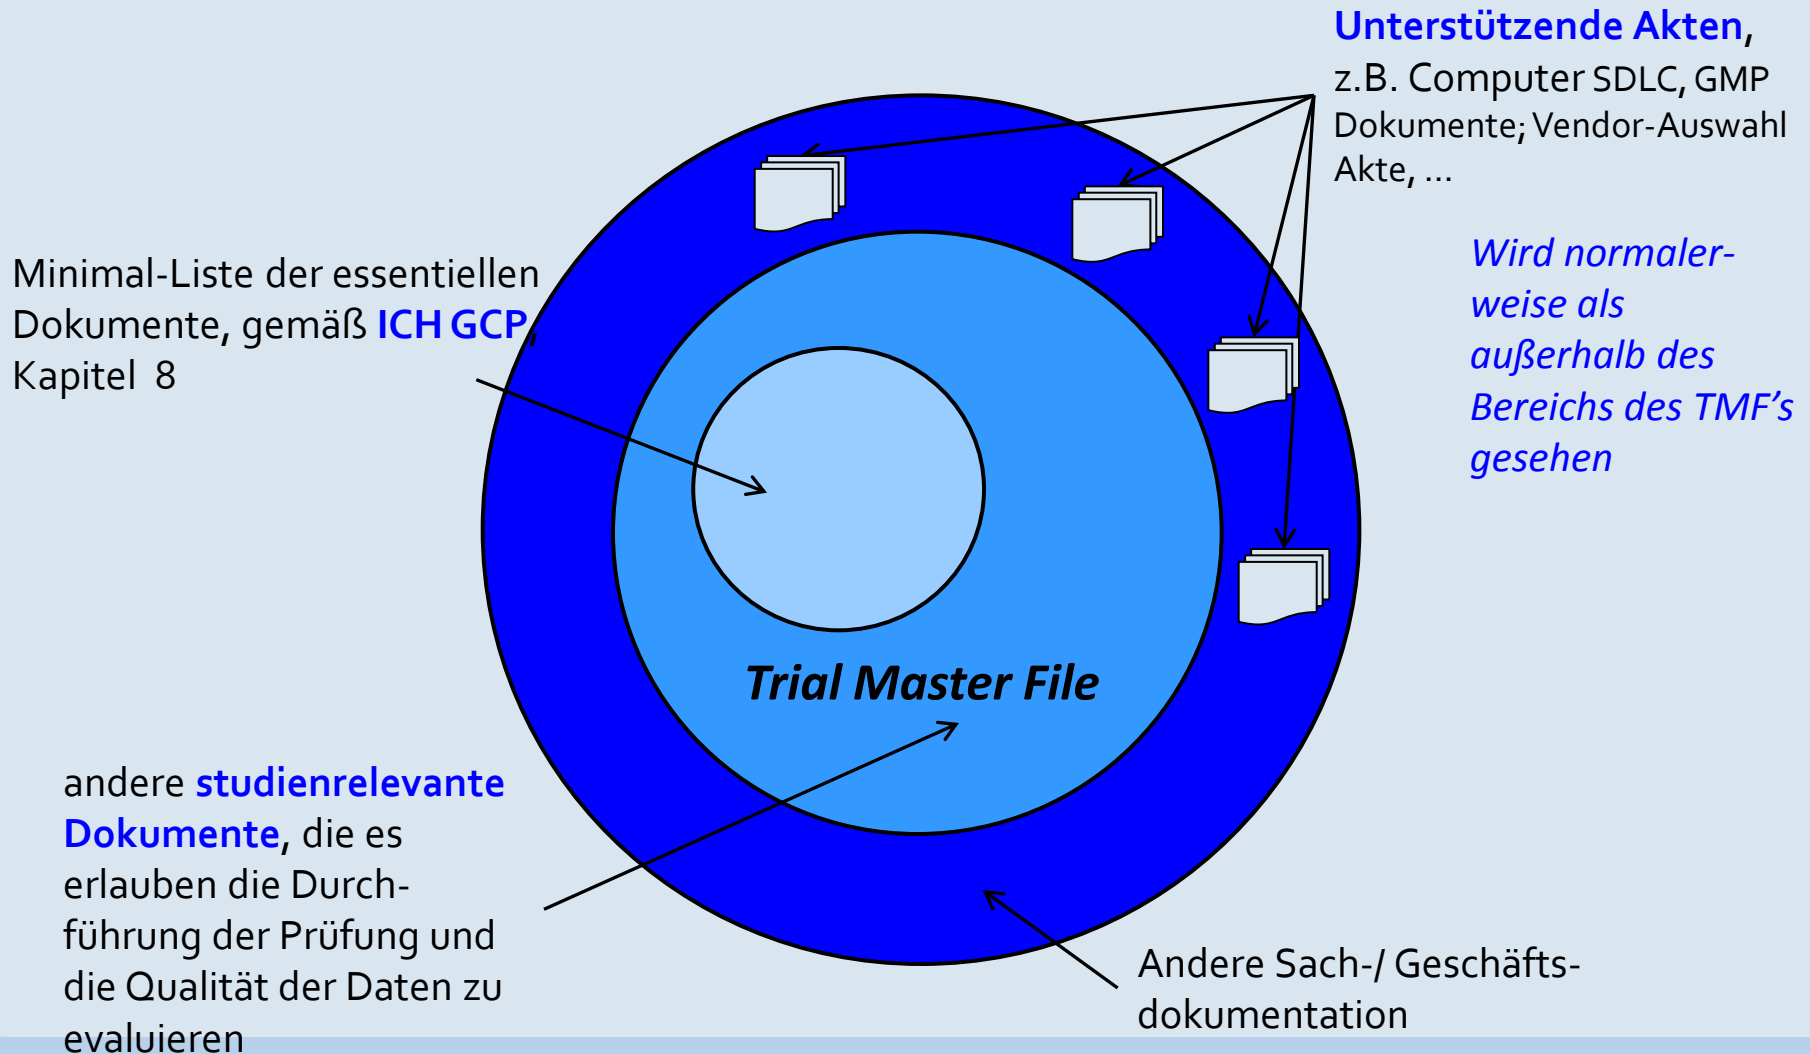 Unterstützende Akten,
z.B. Computer SDLC, GMP
Dokumente; Vendor-Auswahl
Akte, ...
Wird normaler-
weise als
außerhalb des
Bereichs des TMF’s
gesehen
Minimal-Liste der essentiellen
Dokumente, gemäß ICH GCP,
Kapitel 8
Trial Master File
andere studienrelevante
Dokumente, die es
erlauben die Durch-
führung der Prüfung und
die Qualität der Daten zu
evaluieren
Andere Sach-/ Geschäfts-
dokumentation